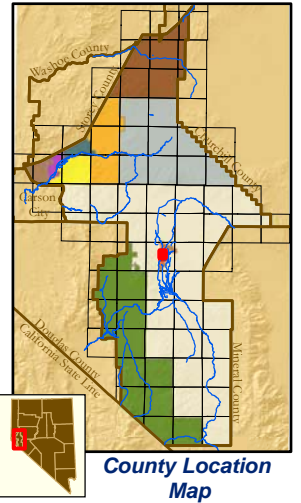 Washoe County
Storey County
Churchill County
Carson
City
Douglas County
California State Line
Mineral County
County Location
Map